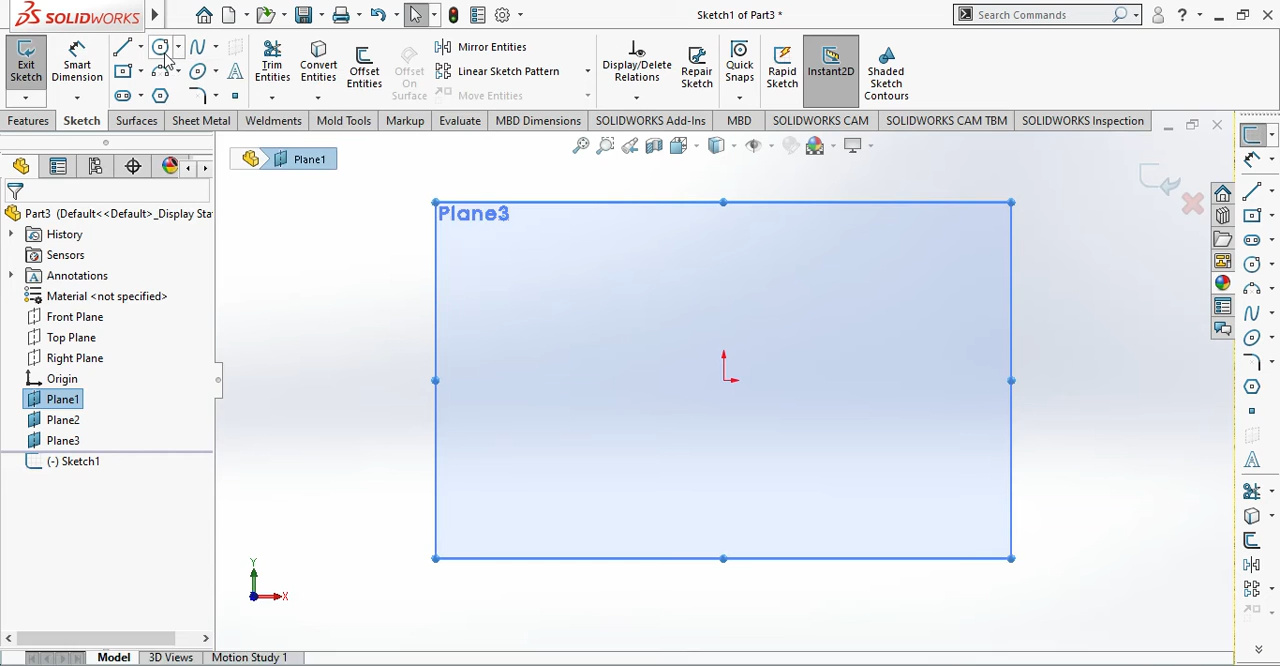 SOLIDWORKS
Sketch1 of Part3 *
Search Commands
Exit Sketch
Smart Dimension
Trim Entities
Convert Entities
Offset Entities
Offset On Surface
Mirror Entities
Linear Sketch Pattern
Move Entities
Display/Delete Relations
Repair Sketch
Quick Snaps
Rapid Sketch
Instant2D
Shaded Sketch Contours
Features
Sketch
Surfaces
Sheet Metal
Weldments
Mold Tools
Markup
Evaluate
MBD Dimensions
SOLIDWORKS Add-Ins
MBD
SOLIDWORKS CAM
SOLIDWORKS CAM TBM
SOLIDWORKS Inspection
Plane1
Part3 (Default<<Default>_Display Sta
History
Sensors
Annotations
Material <not specified>
Front Plane
Top Plane
Right Plane
Origin
Plane1
Plane2
Plane3
(-) Sketch1
Plane3
Y
X
Model
3D Views
Motion Study 1